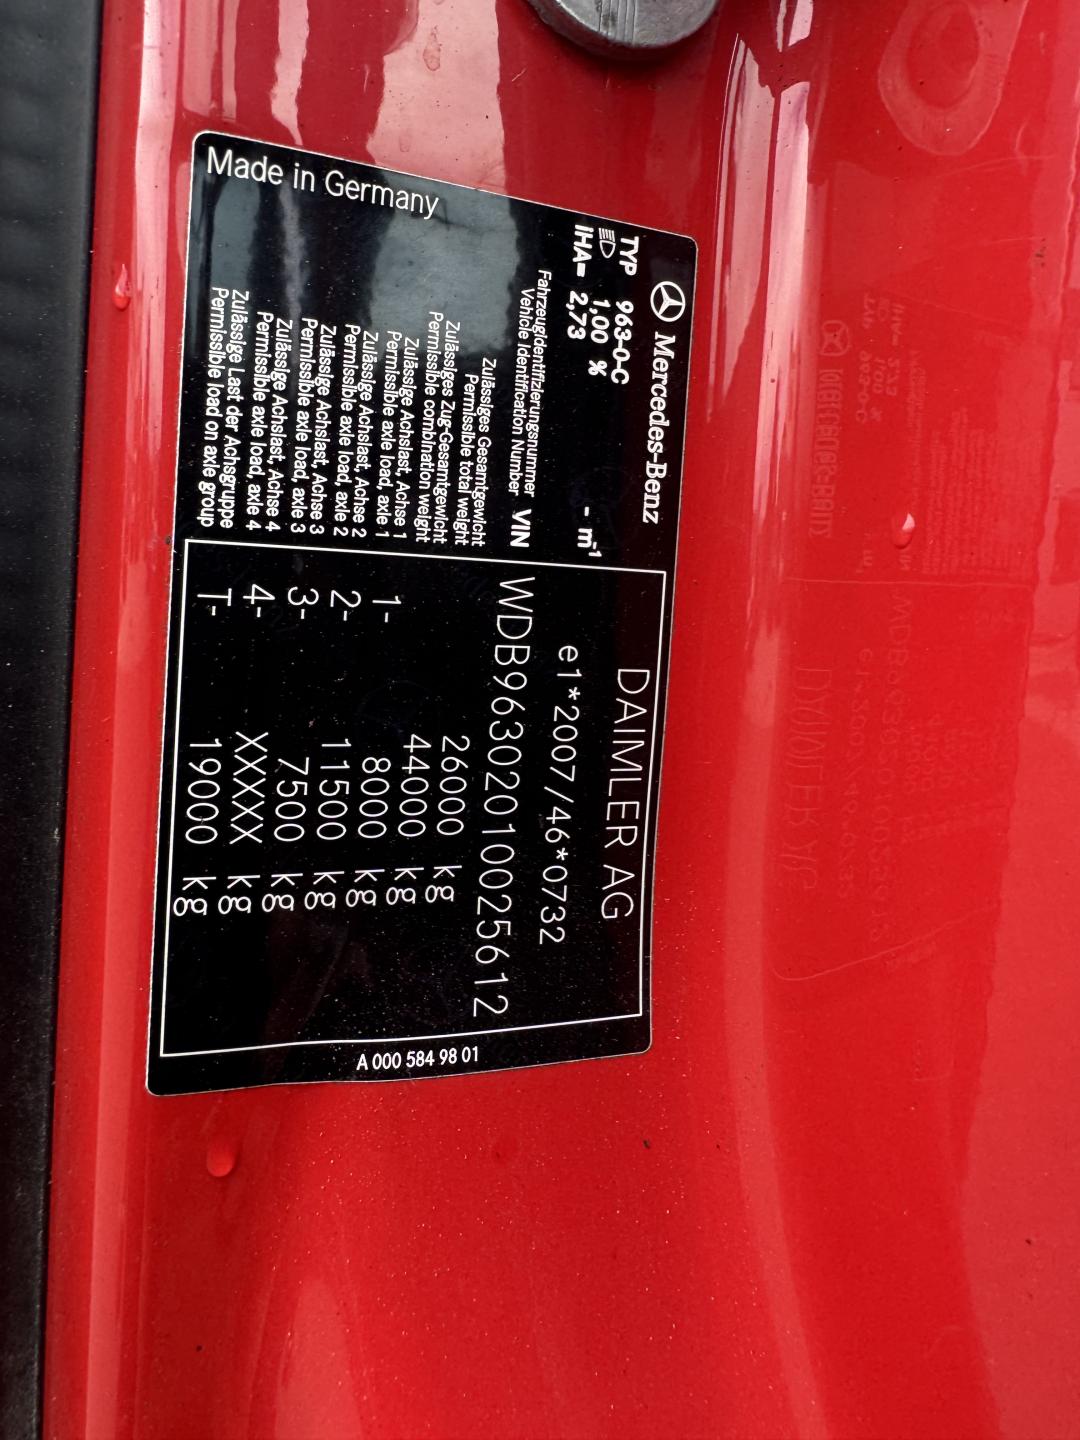 Mercedes-Benz
TYP 963-0-C
1,00 %
IHA= 2,73 - m-1
DAIMLER AG
e1*2007/46*0732
Fahrzeugidentifizierungsnummer
Vehicle Identification Number VIN WDB96302010025612
Zulässiges Gesamtgewicht
Permissible total weight 26000 kg
Zulässiges Zug-Gesamtgewicht
Permissible combination weight 44000 kg
Zulässige Achslast, Achse 1
Permissible axle load, axle 1 1- 8000 kg
Zulässige Achslast, Achse 2
Permissible axle load, axle 2 2- 11500 kg
Zulässige Achslast, Achse 3
Permissible axle load, axle 3 3- 7500 kg
Zulässige Achslast, Achse 4
Permissible axle load, axle 4 4- XXXXX kg
Zulässige Last der Achsgruppe
Permissible load on axle group T- 19000 kg
Made in Germany
A 000 584 98 01